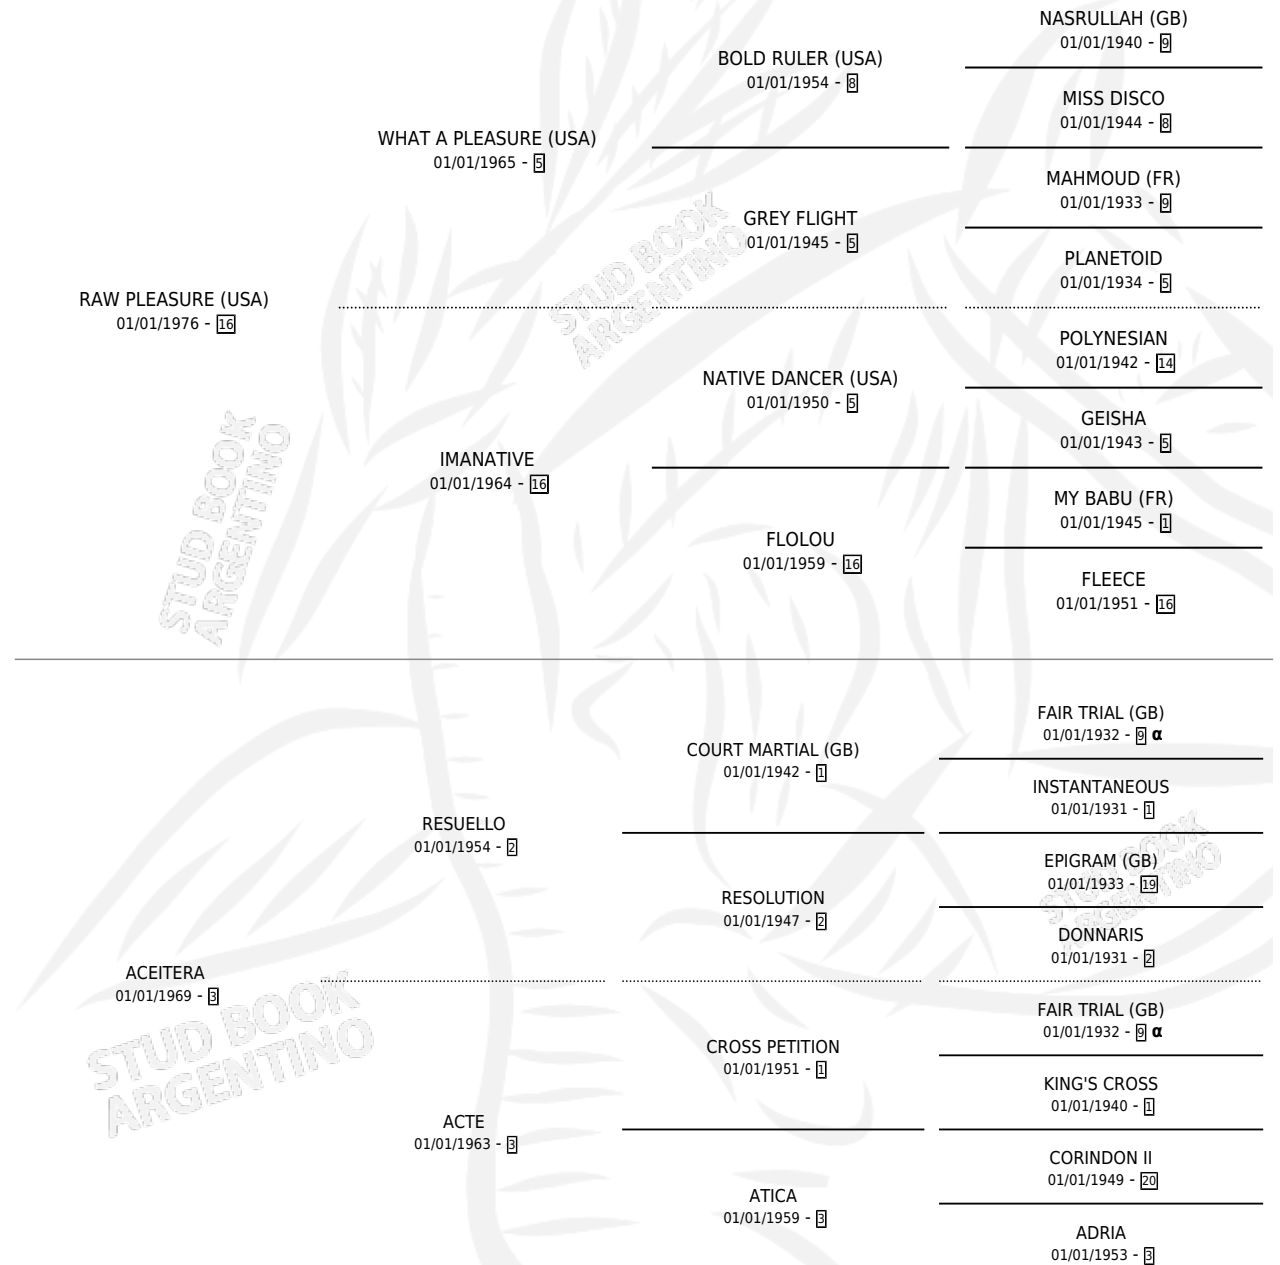 NASRULLAH (GB)
01/01/1940 - 9
BOLD RULER (USA)
01/01/1954 - 8
MISS DISCO
01/01/1944 - 8
WHAT A PLEASURE (USA)
01/01/1965 - 5
MAHMOUD (FR)
01/01/1933 - 9
GREY FLIGHT
01/01/1945 - 5
PLANETOID
01/01/1934 - 5
RAW PLEASURE (USA)
01/01/1976 - 16
POLYNESIAN
01/01/1942 - 14
NATIVE DANCER (USA)
01/01/1950 - 5
GEISHA
01/01/1943 - 5
IMANATIVE
01/01/1964 - 16
MY BABU (FR)
01/01/1945 - 1
FLOLOU
01/01/1959 - 16
FLEECE
01/01/1951 - 16
FAIR TRIAL (GB)
01/01/1932 - 9 α
COURT MARTIAL (GB)
01/01/1942 - 1
INSTANTANEOUS
01/01/1931 - 1
RESUELLO
01/01/1954 - 2
EPIGRAM (GB)
01/01/1933 - 19
RESOLUTION
01/01/1947 - 2
DONNARIS
01/01/1931 - 2
ACEITERA
01/01/1969 - 3
FAIR TRIAL (GB)
01/01/1932 - 9 α
CROSS PETITION
01/01/1951 - 1
KING'S CROSS
01/01/1940 - 1
ACTE
01/01/1963 - 3
CORINDON II
01/01/1949 - 20
ATICA
01/01/1959 - 3
ADRIA
01/01/1953 - 3
STUD BOOK
ARGENTINO
STUD BOOK
ARGENTINO
STUD BOOK
ARGENTINO
STUD BOOK
ARGENTINO